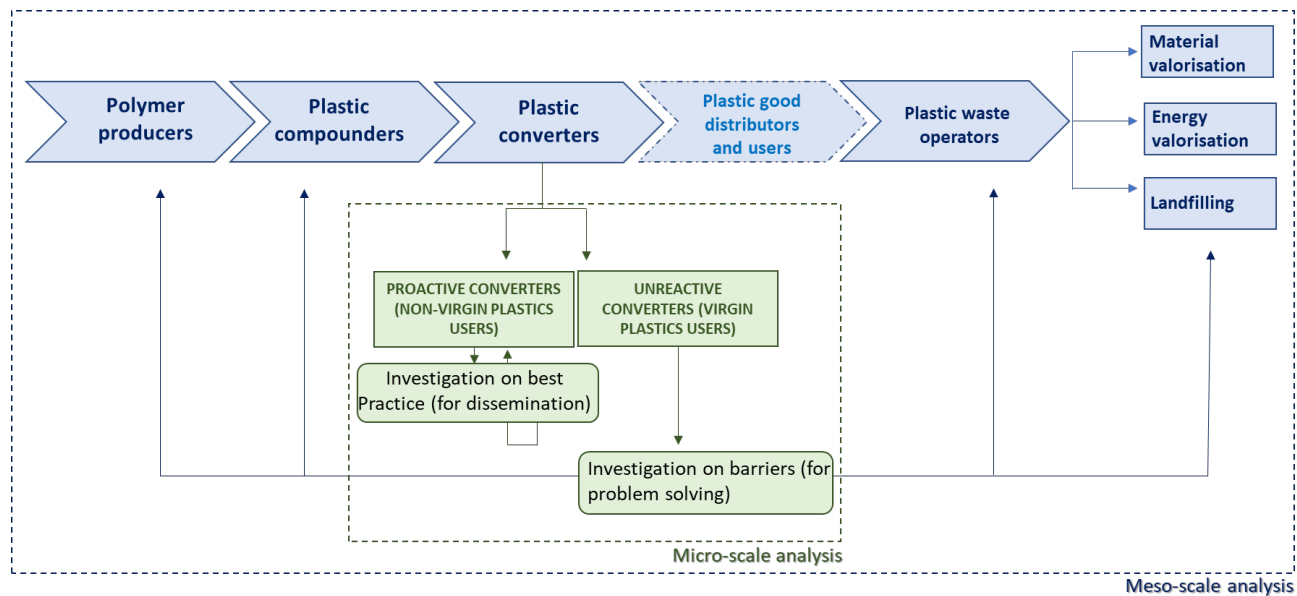 Polymer
producers
Plastic
compounders
Plastic
converters
Plastic good
distributors
and users
Plastic waste
operators
Material
valorisation
Energy
valorisation
Landfilling
PROACTIVE CONVERTERS
(NON-VIRGIN PLASTICS
USERS)
UNREACTIVE
CONVERTERS (VIRGIN
PLASTICS USERS)
Investigation on best
Practice (for dissemination)
Investigation on barriers (for
problem solving)
Micro-scale analysis
Meso-scale analysis